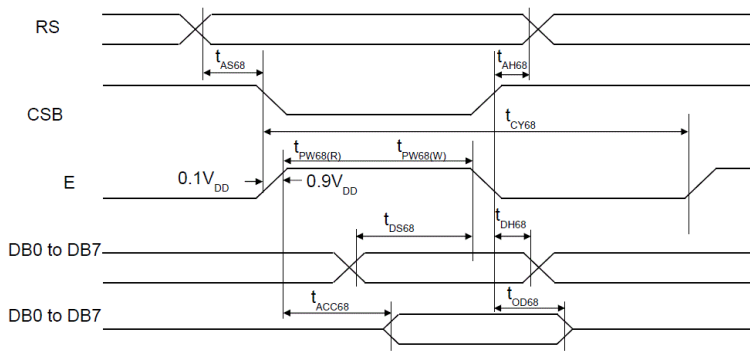 RS
tAS68
tAH68
CSB
tCY68
tPW68(R) tPW68(W)
E
0.1VDD
0.9VDD
tDS68
tDH68
DB0 to DB7
tACC68
tOD68
DB0 to DB7